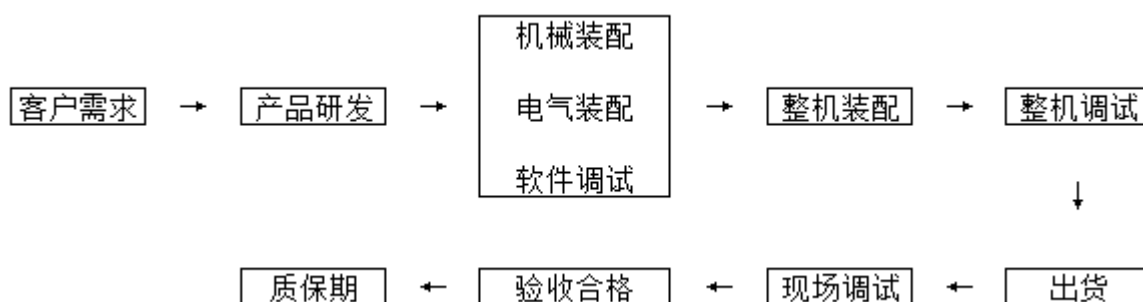 客户需求
产品研发
机械装配
电气装配
软件调试
整机装配
整机调试
出货
现场调试
验收合格
质保期